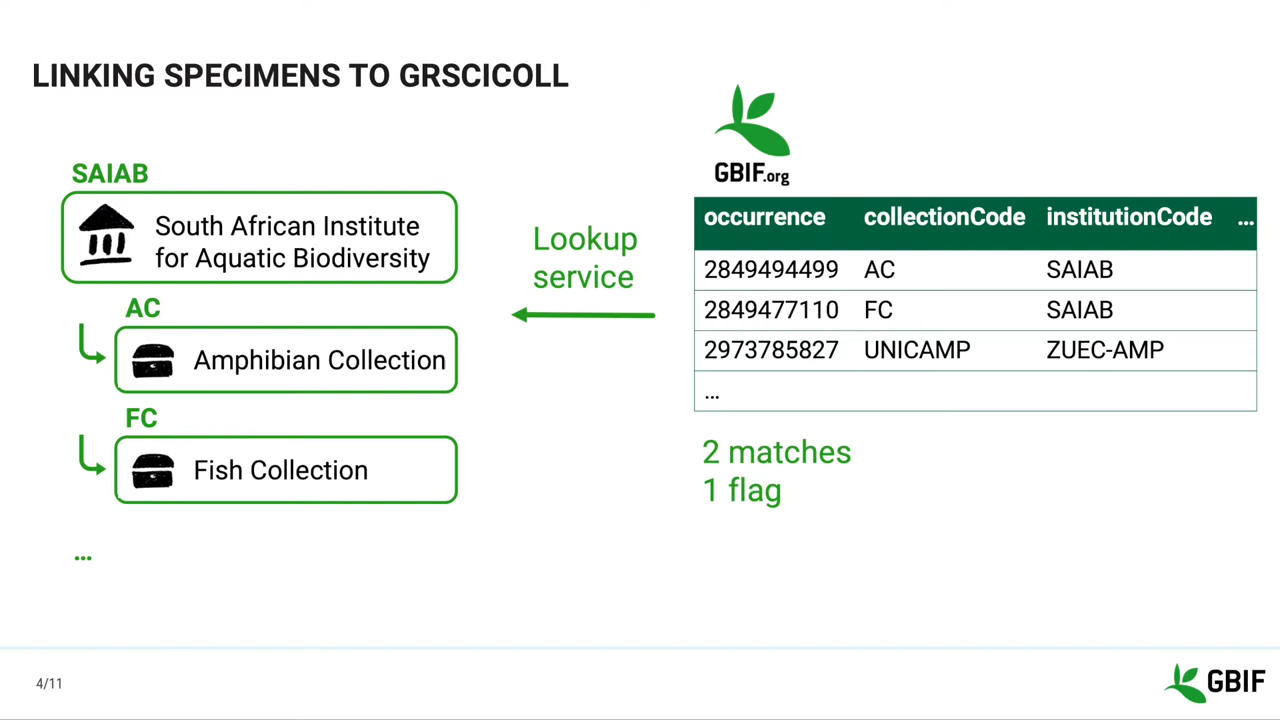 LINKING SPECIMENS TO GRSCICOLL
SAIAB
South African Institute
for Aquatic Biodiversity
AC
Amphibian Collection
FC
Fish Collection
...
Lookup
service
GBIF.org
occurrence collectionCode institutionCode ...
2849494499 AC SAIAB
2849477110 FC SAIAB
2973785827 UNICAMP ZUEC-AMP
...
2 matches
1 flag
4/11
GBIF